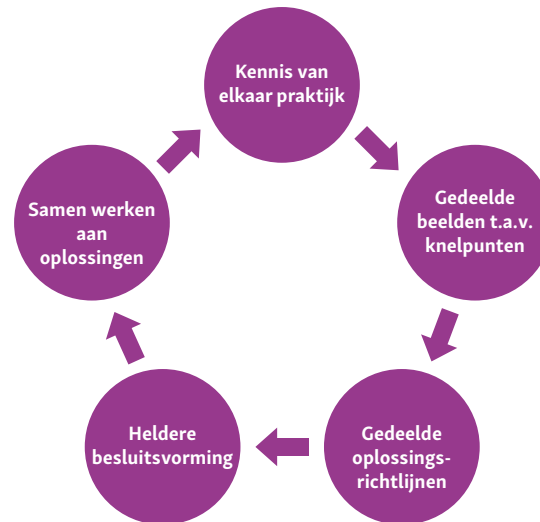 Kennis van
elkaar praktijk
Gedeelde
beelden t.a.v.
knelpunten
Gedeelde
oplossings-
richtlijnen
Heldere
besluitsvorming
Samen werken
aan
oplossingen